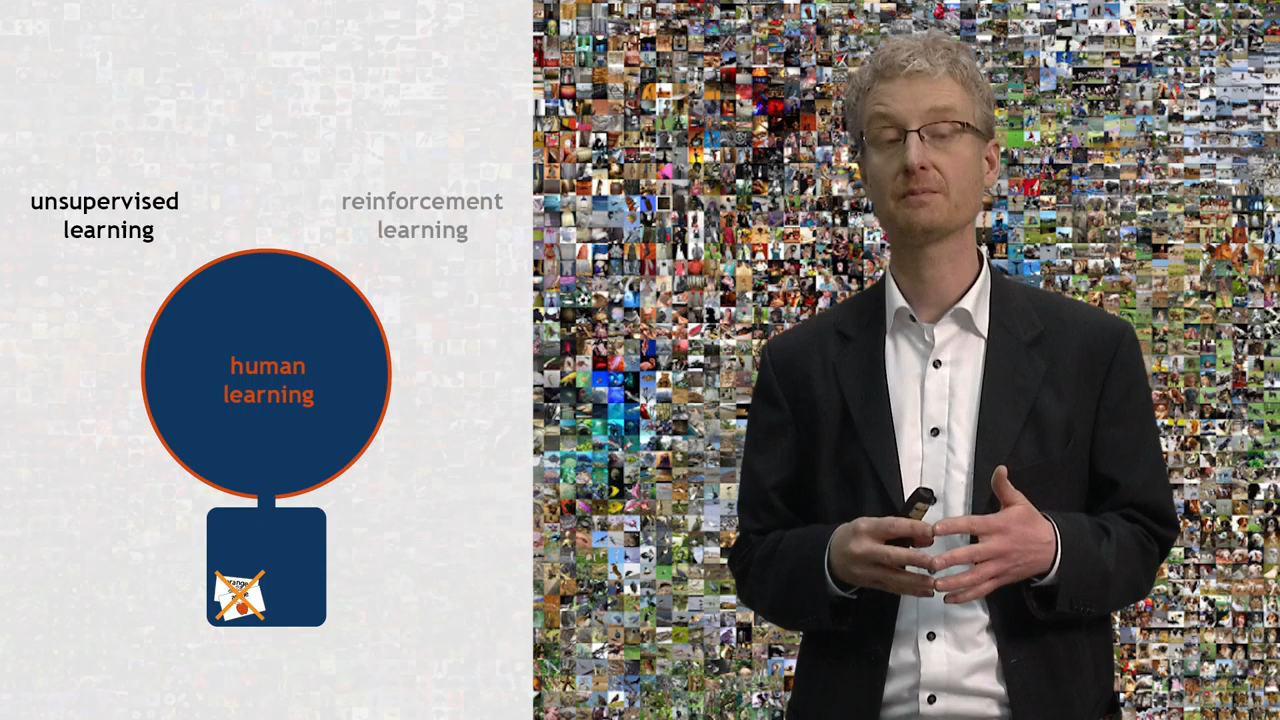 unsupervised
learning
reinforcement
learning
human
learning